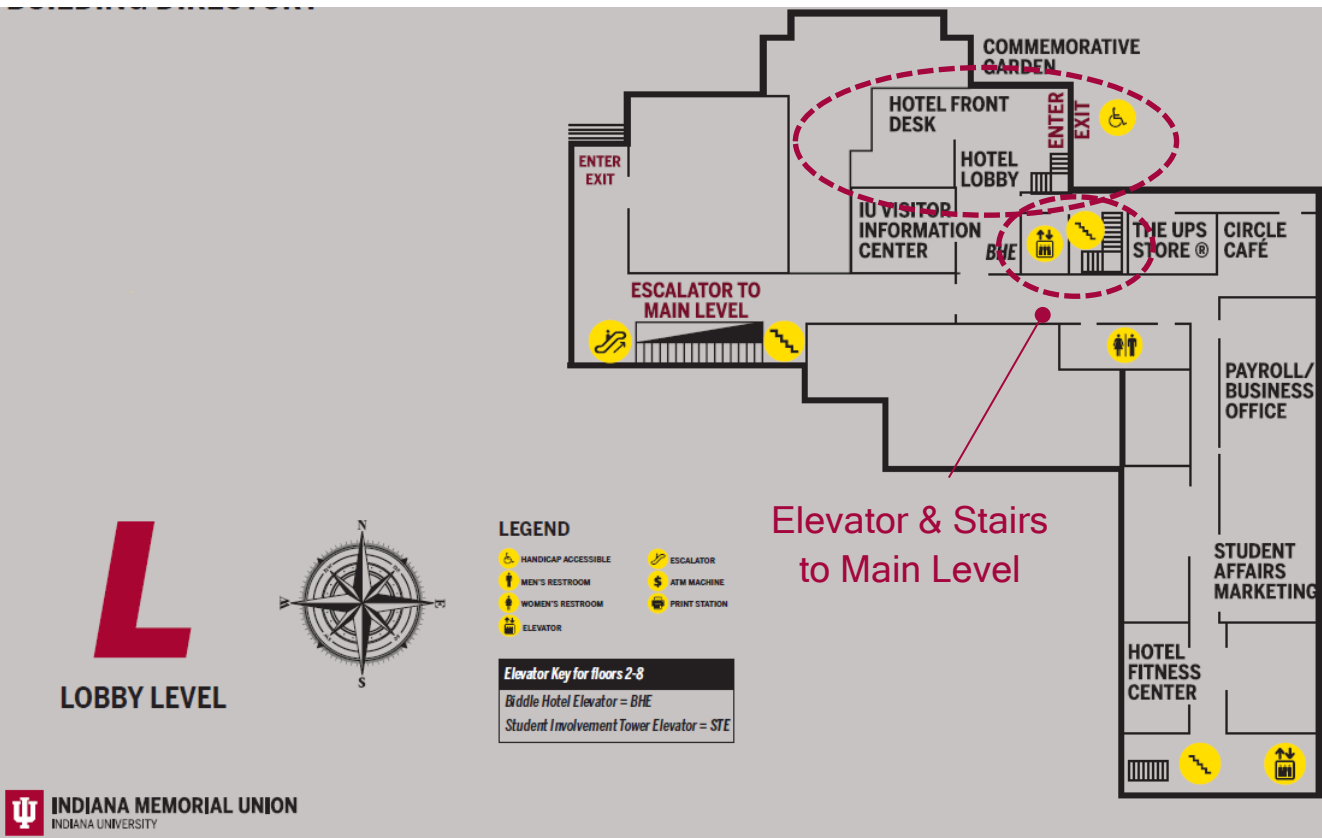 BUILDING DIRECTORY
COMMEMORATIVE
GARDEN
HOTEL FRONT
DESK
ENTER
EXIT
HOTEL
LOBBY
ENTER
EXIT
IU VISITOR
INFORMATION
CENTER
BHE
THE UPS
STORE ®
CIRCLE
CAFÉ
ESCALATOR TO
MAIN LEVEL
PAYROLL/
BUSINESS
OFFICE
Elevator & Stairs
to Main Level
STUDENT
AFFAIRS
MARKETING
HOTEL
FITNESS
CENTER
L
LOBBY LEVEL
N
W
E
S
LEGEND
HANDICAP ACCESSIBLE
MEN'S RESTROOM
WOMEN'S RESTROOM
ELEVATOR
ESCALATOR
$ ATM MACHINE
PRINT STATION
Elevator Key for floors 2-8
Biddle Hotel Elevator = BHE
Student Involvement Tower Elevator = STE
INDIANA MEMORIAL UNION
INDIANA UNIVERSITY